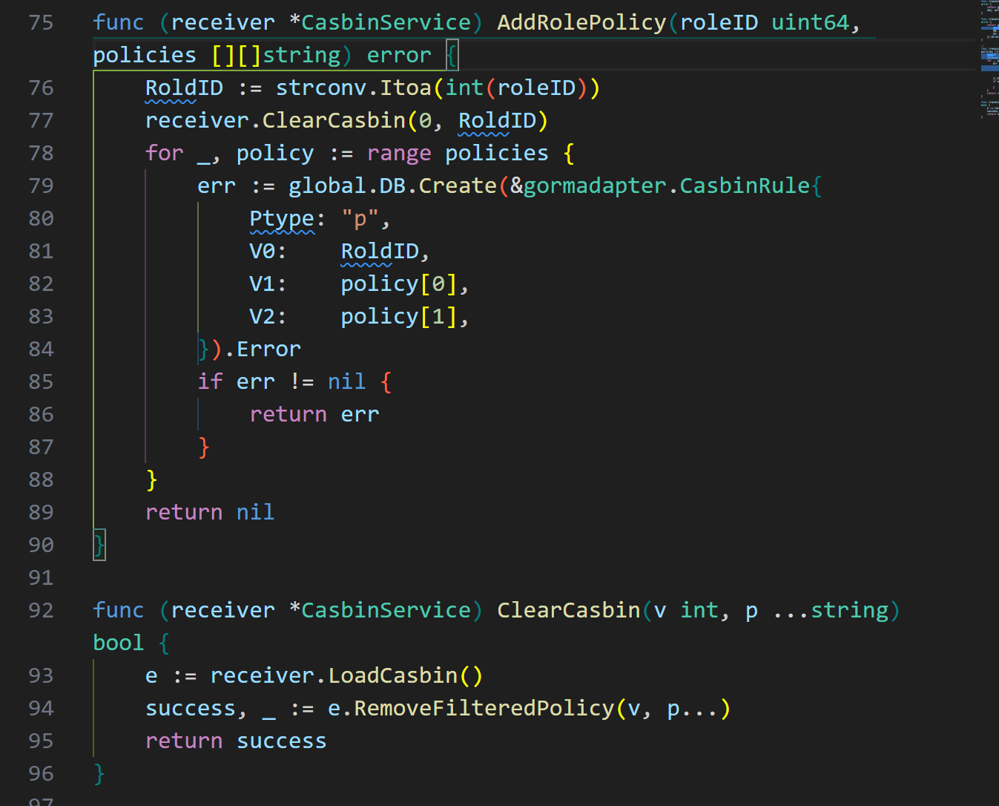 75 func (receiver *CasbinService) AddRolePolicy(roleID uint64,
policies [][]string) error {
76 RoldID := strconv.Itoa(int(roleID))
77 receiver.ClearCasbin(0, RoldID)
78 for _, policy := range policies {
79 err := global.DB.Create(&gormadapter.CasbinRule{
80 Ptype: "p",
81 V0: RoldID,
82 V1: policy[0],
83 V2: policy[1],
84 }).Error
85 if err != nil {
86 return err
87 }
88 }
89 return nil
90 }
91
92 func (receiver *CasbinService) ClearCasbin(v int, p ...string)
bool {
93 e := receiver.LoadCasbin()
94 success, _ := e.RemoveFilteredPolicy(v, p...)
95 return success
96 }
97